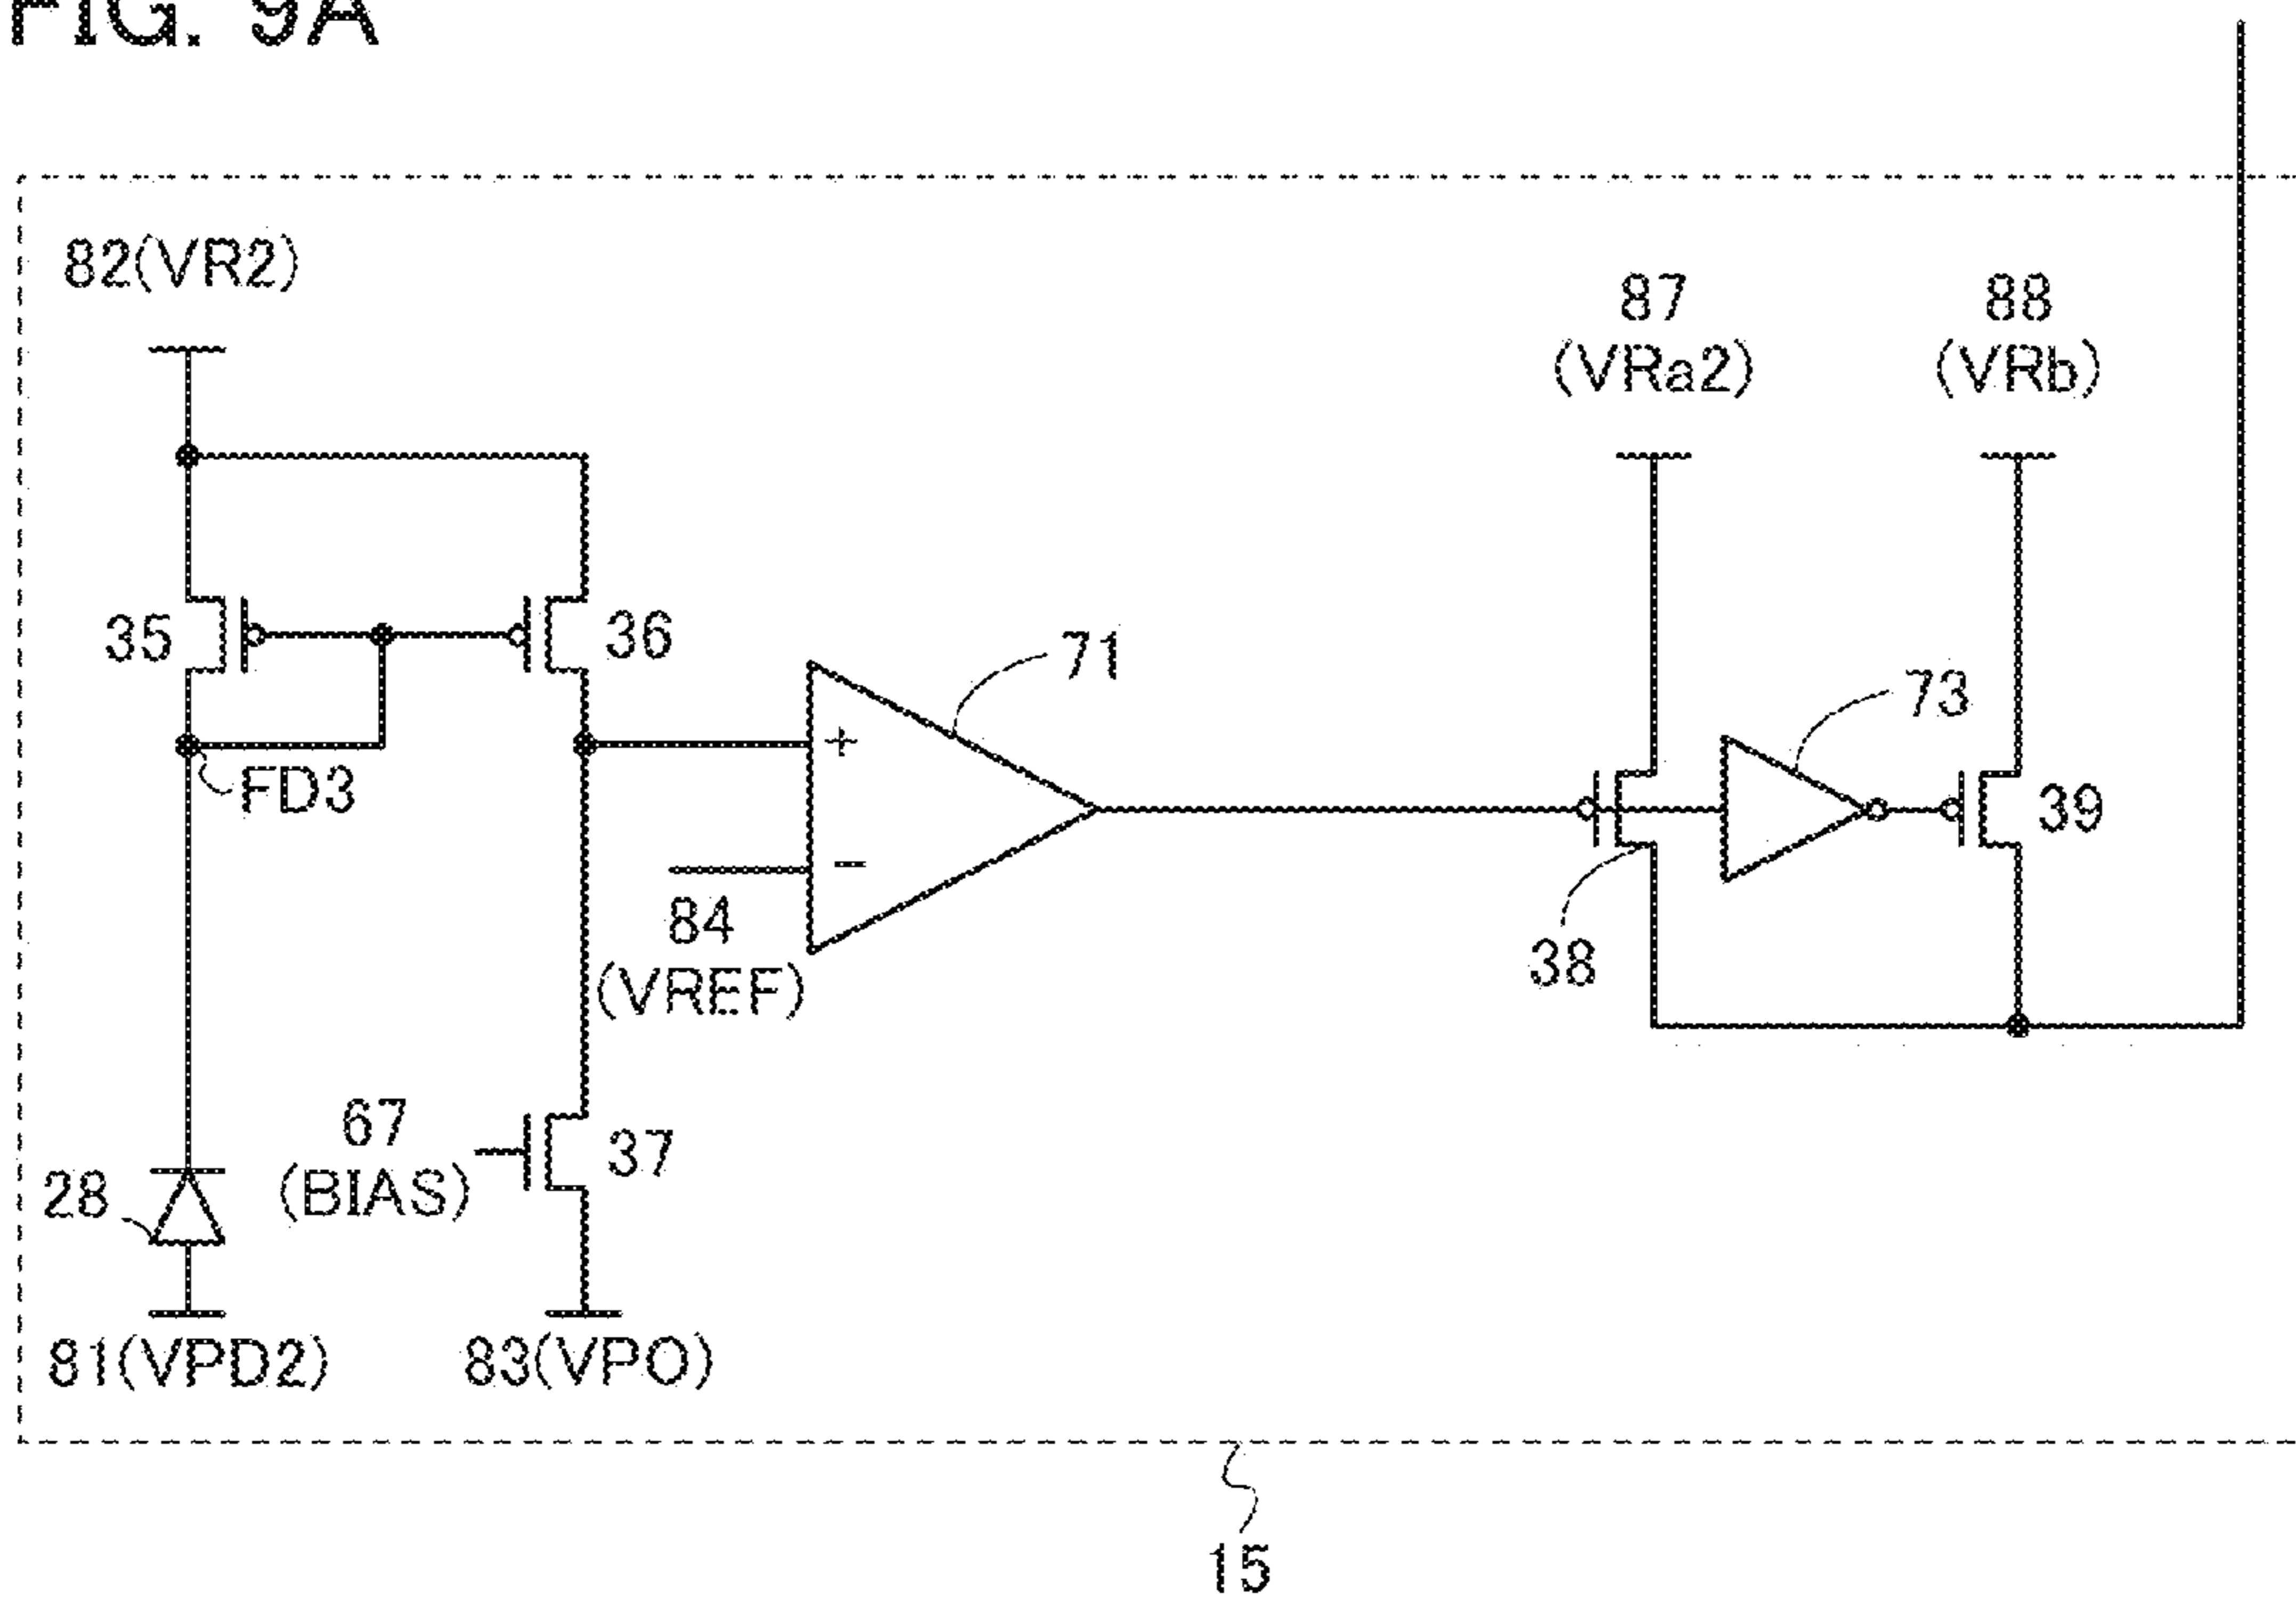 FIG. 9A
82(VR2)
87
(VRa2)
88
(VRb)
35
36
71
73
FD3
+
−
84
(VREF)
38
39
67
(BIAS)
37
28
81(VPD2)
83(VPO)
15